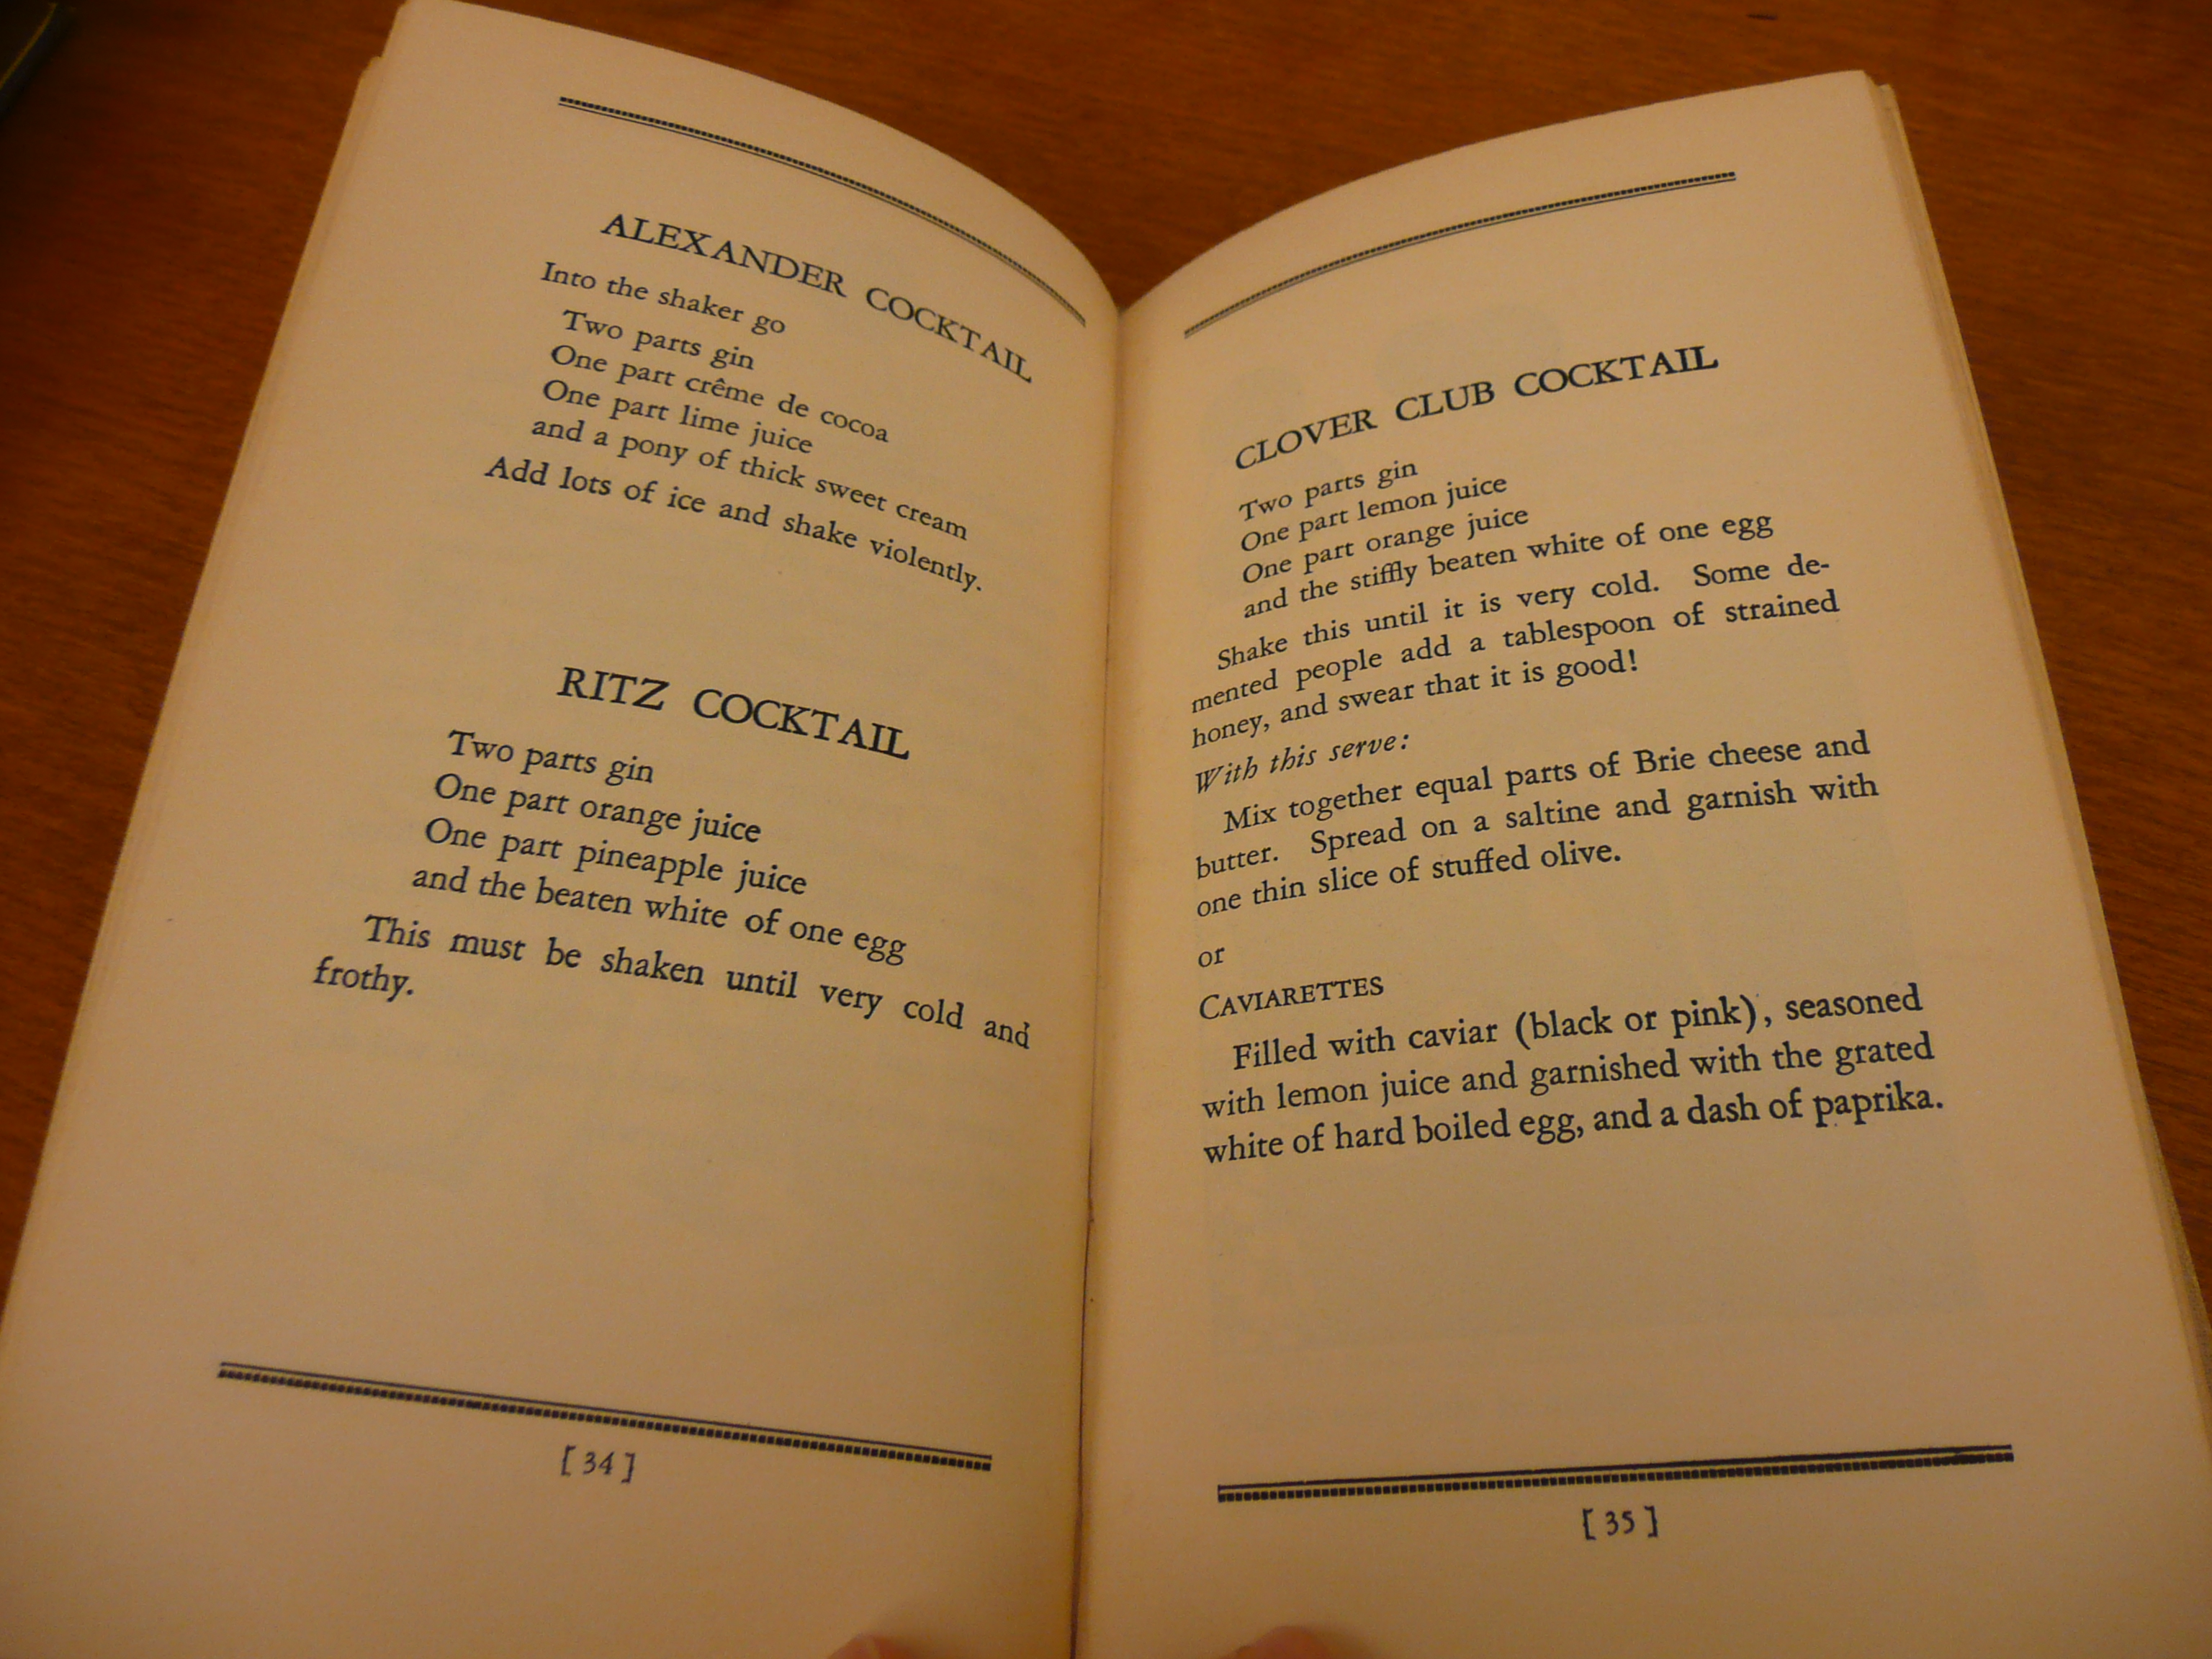 ALEXANDER COCKTAIL
Into the shaker go
Two parts gin
One part crême de cocoa
One part lime juice
and a pony of thick sweet cream
Add lots of ice and shake violently.
RITZ COCKTAIL
Two parts gin
One part orange juice
One part pineapple juice
and the beaten white of one egg
This must be shaken until very cold and
frothy.
[ 34 ]
CLOVER CLUB COCKTAIL
Two parts gin
One part lemon juice
One part orange juice
and the stiffly beaten white of one egg
Shake this until it is very cold. Some de-
mented people add a tablespoon of strained
honey, and swear that it is good!
With this serve:
Mix together equal parts of Brie cheese and
butter. Spread on a saltine and garnish with
one thin slice of stuffed olive.
or
CAVIARETTES
Filled with caviar (black or pink), seasoned
with lemon juice and garnished with the grated
white of hard boiled egg, and a dash of paprika.
[ 35 ]